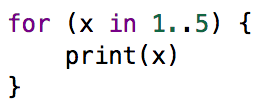 for (x in 1..5) {
    print(x)
}